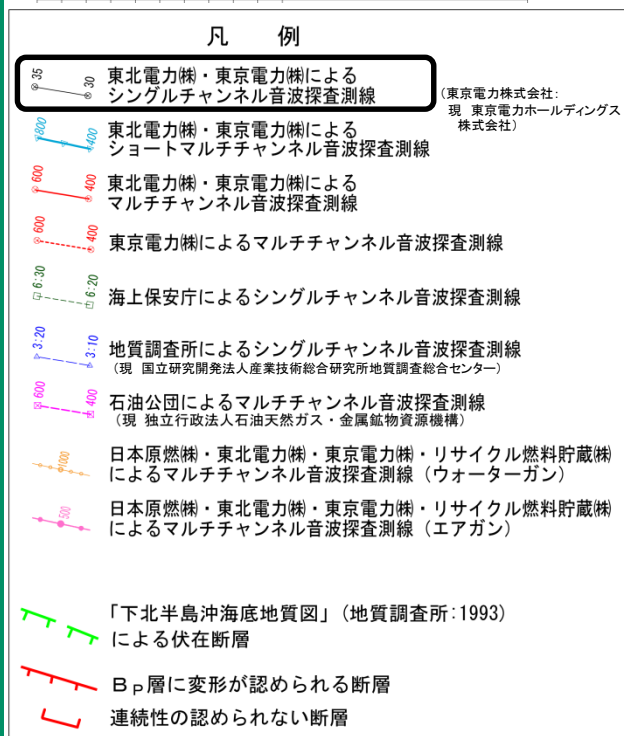 凡　例
35 30 東北電力㈱・東京電力㈱による
シングルチャンネル音波探査測線
(東京電力株式会社:
現 東京電力ホールディングス
株式会社)
800 400 東北電力㈱・東京電力㈱による
ショートマルチチャンネル音波探査測線
600 400 東北電力㈱・東京電力㈱による
マルチチャンネル音波探査測線
600 400 東京電力㈱によるマルチチャンネル音波探査測線
6:30 6:20 海上保安庁によるシングルチャンネル音波探査測線
3:20 3:10 地質調査所によるシングルチャンネル音波探査測線
(現 国立研究開発法人産業技術総合研究所地質調査総合センター)
600 400 石油公団によるマルチチャンネル音波探査測線
(現 独立行政法人石油天然ガス・金属鉱物資源機構)
1000 日本原燃㈱・東北電力㈱・東京電力㈱・リサイクル燃料貯蔵㈱
によるマルチチャンネル音波探査測線（ウォーターガン）
500 日本原燃㈱・東北電力㈱・東京電力㈱・リサイクル燃料貯蔵㈱
によるマルチチャンネル音波探査測線（エアガン）
「下北半島沖海底地質図」(地質調査所:1993)
による伏在断層
Ｂｐ層に変形が認められる断層
連続性の認められない断層